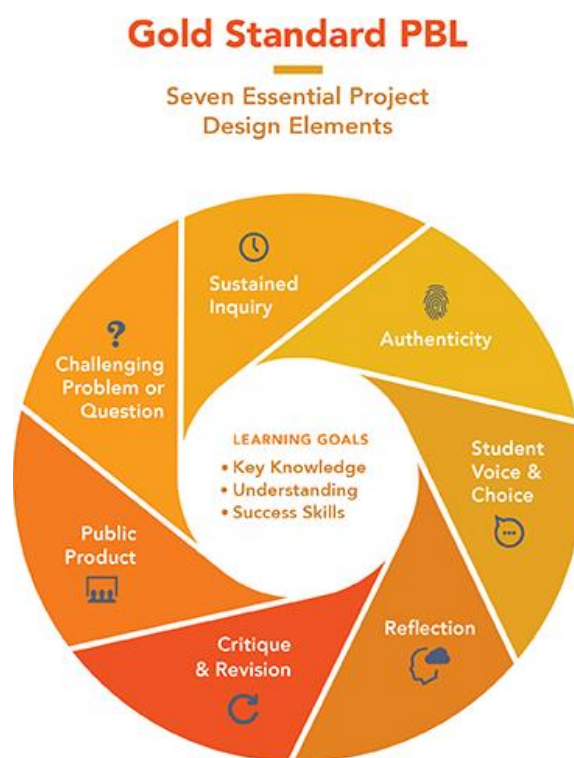 Gold Standard PBL
Seven Essential Project
Design Elements
Sustained
Inquiry
Authenticity
Student
Voice &
Choice
Reflection
Critique
& Revision
Public
Product
?
Challenging
Problem or
Question
LEARNING GOALS
• Key Knowledge
• Understanding
• Success Skills